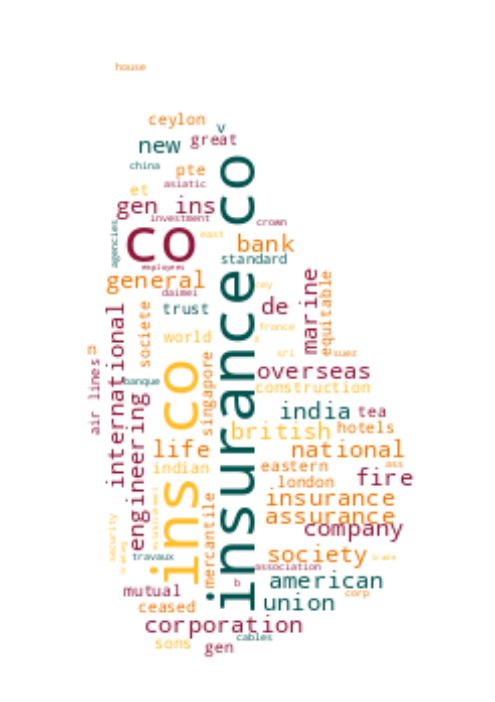 house
ceylon
v
new
great
china
pte
asiatic
et
gen ins
investment
agencies
crown
co
east
bank
insurance co
standard
employees
general
daimei
cey
trust
de
marine
equitable
societe
international
world
france
n
air lines
singapore
sri
suez
banque
overseas
construction
ins co
engineering
india
tea
british
hotels
life
national
indian
eastern
ass
london
fire
mercantile
insurance
assurance
company
security
trading
travaux
society
trade
association
b
american
mutual
corp
ceased
union
corporation
cables
sons
gen